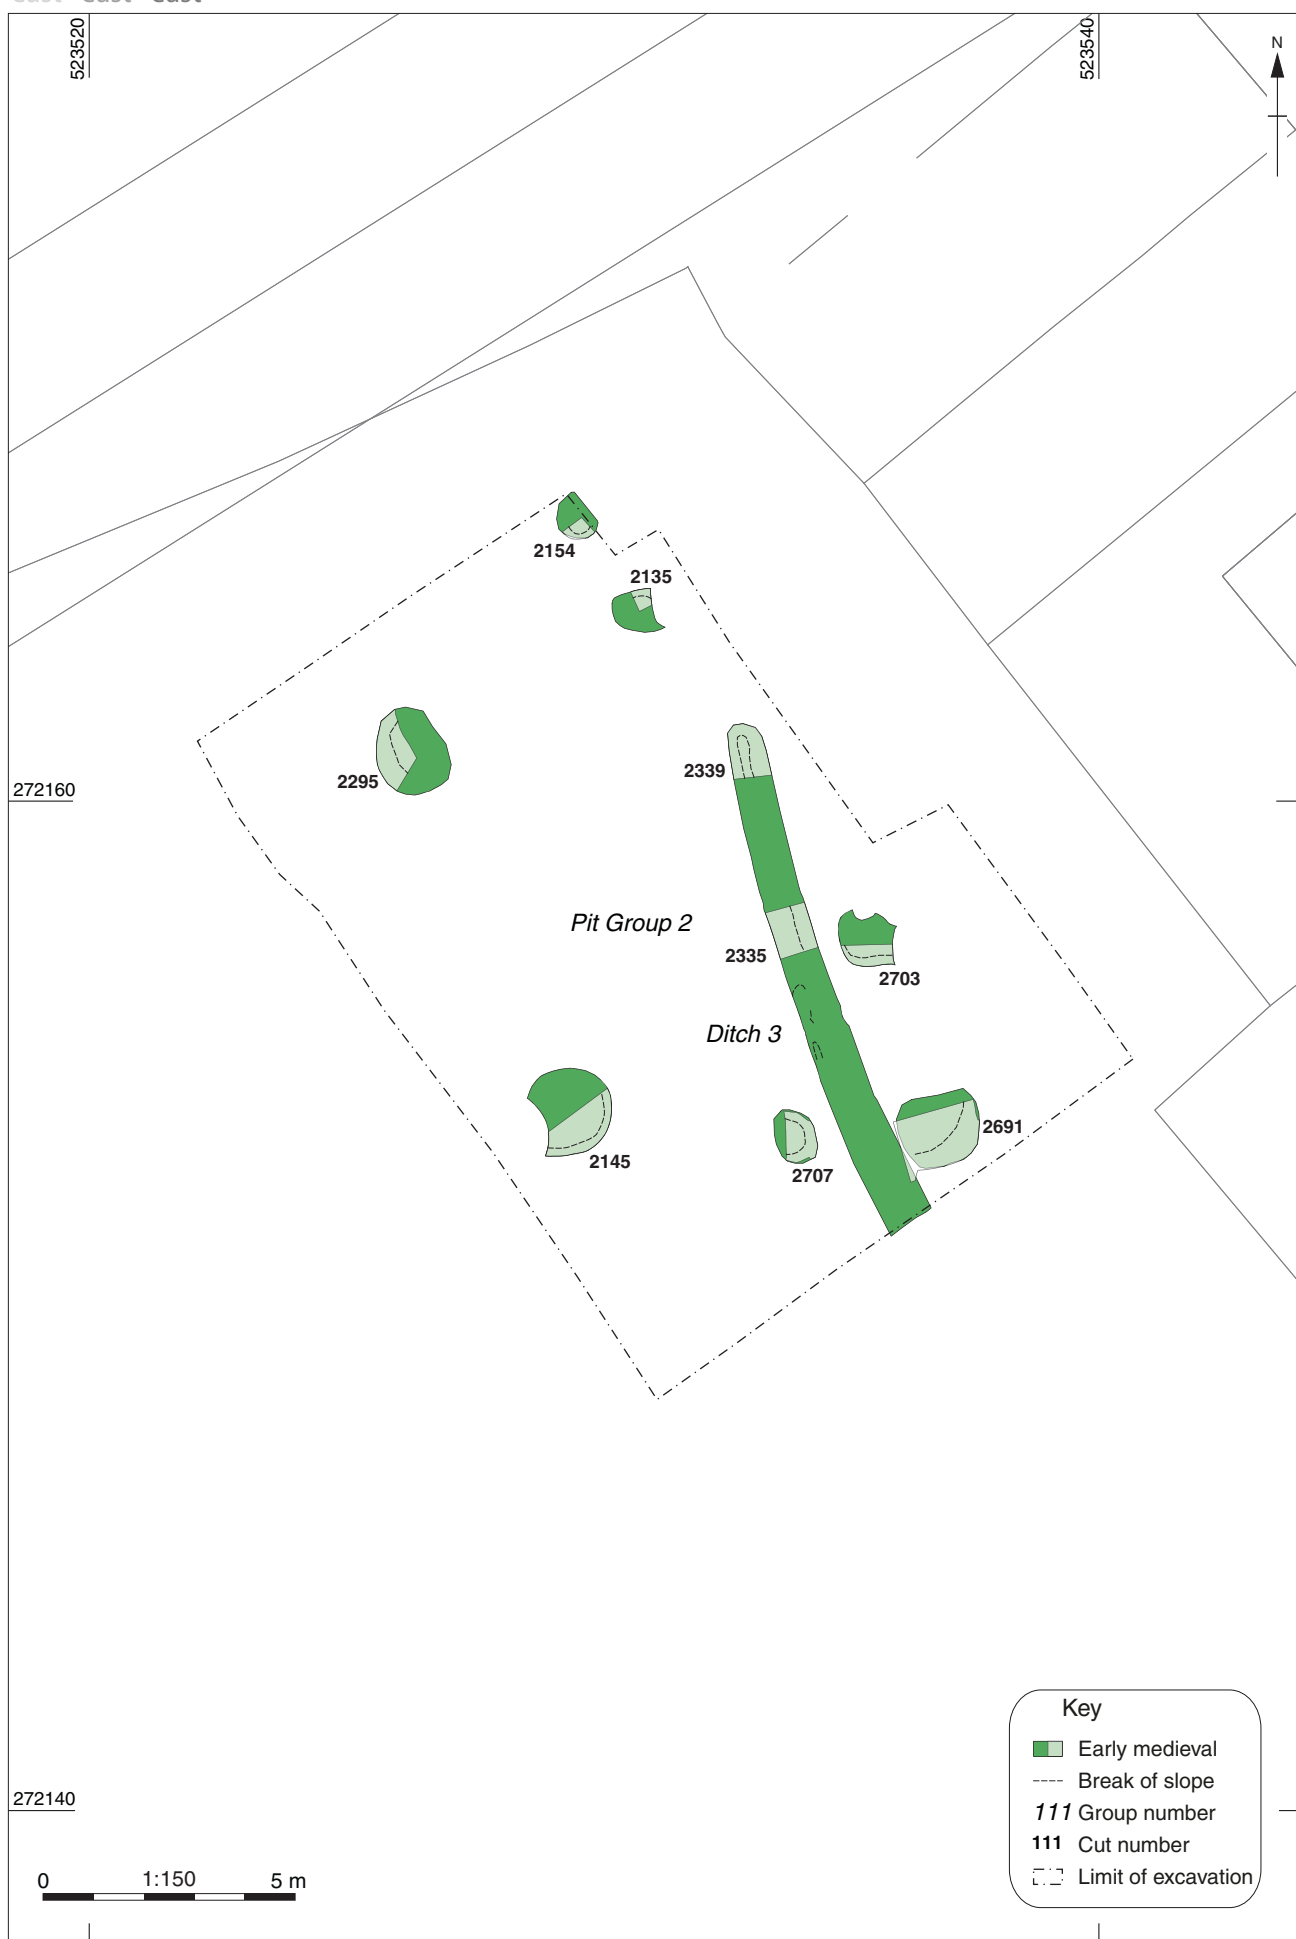 523520
523540
N
2154
2135
2295
2339
272160
Pit Group 2
2335
2703
Ditch 3
2691
2145
2707
Key
Early medieval
Break of slope
111 Group number
111 Cut number
Limit of excavation
272140
0 1:150 5 m